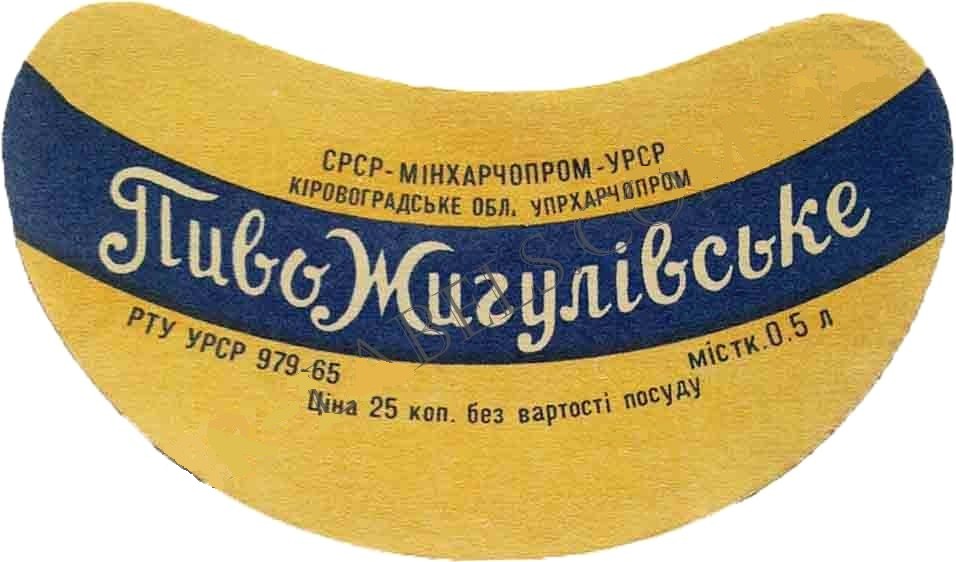 СРСР-МІНХАРЧОПРОМ-УРСР
КІРОВОГРАДСЬКЕ ОБЛ. УПРХАРЧОПРОМ
Пиво Жигулівське
РТУ УРСР 979-65
містк.0.5 л
Ціна 25 коп. без вартості посуду